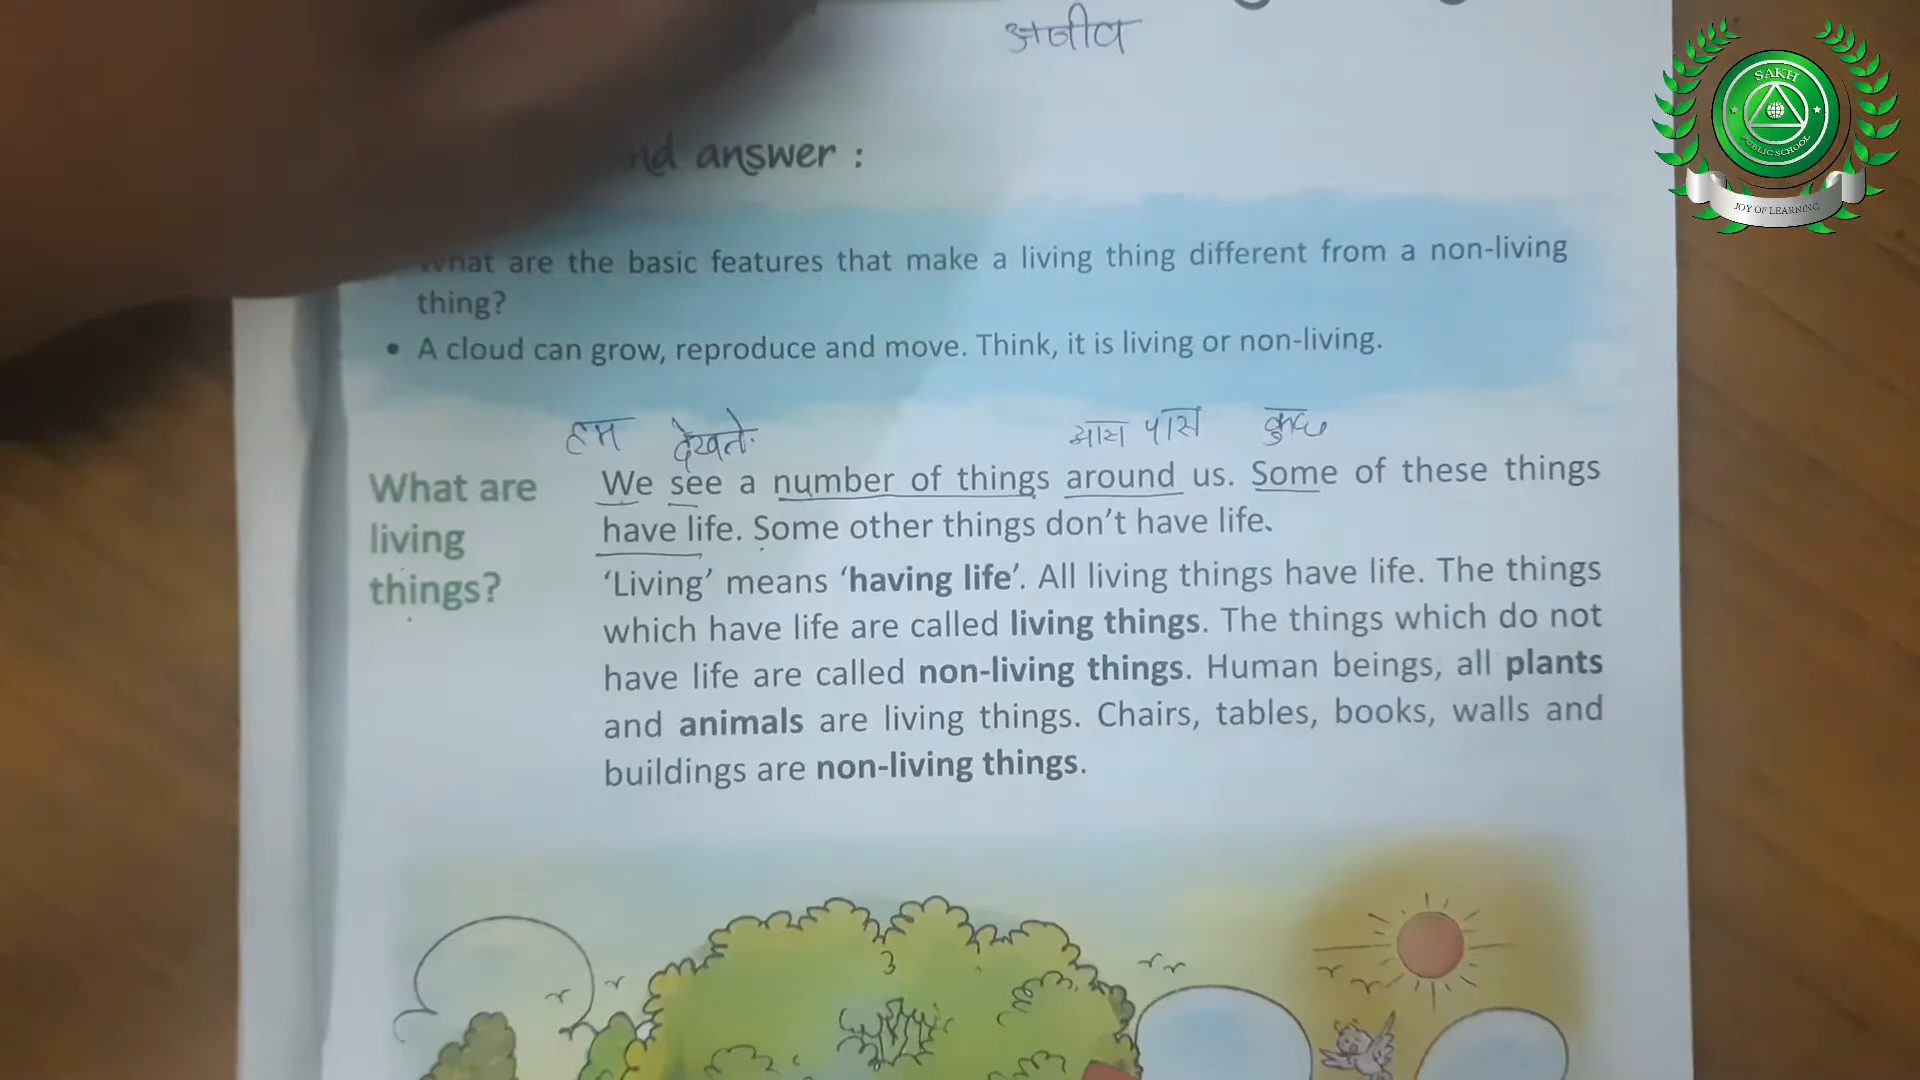 अजीव
SAKH
PUBLIC SCHOOL
JOY OF LEARNING
answer :
What are the basic features that make a living thing different from a non-living
thing?
• A cloud can grow, reproduce and move. Think, it is living or non-living.
हम देखते आस पास कुछ
What are
living
things?
We see a number of things around us. Some of these things
have life. Some other things don’t have life.
‘Living’ means ‘having life’. All living things have life. The things
which have life are called living things. The things which do not
have life are called non-living things. Human beings, all plants
and animals are living things. Chairs, tables, books, walls and
buildings are non-living things.